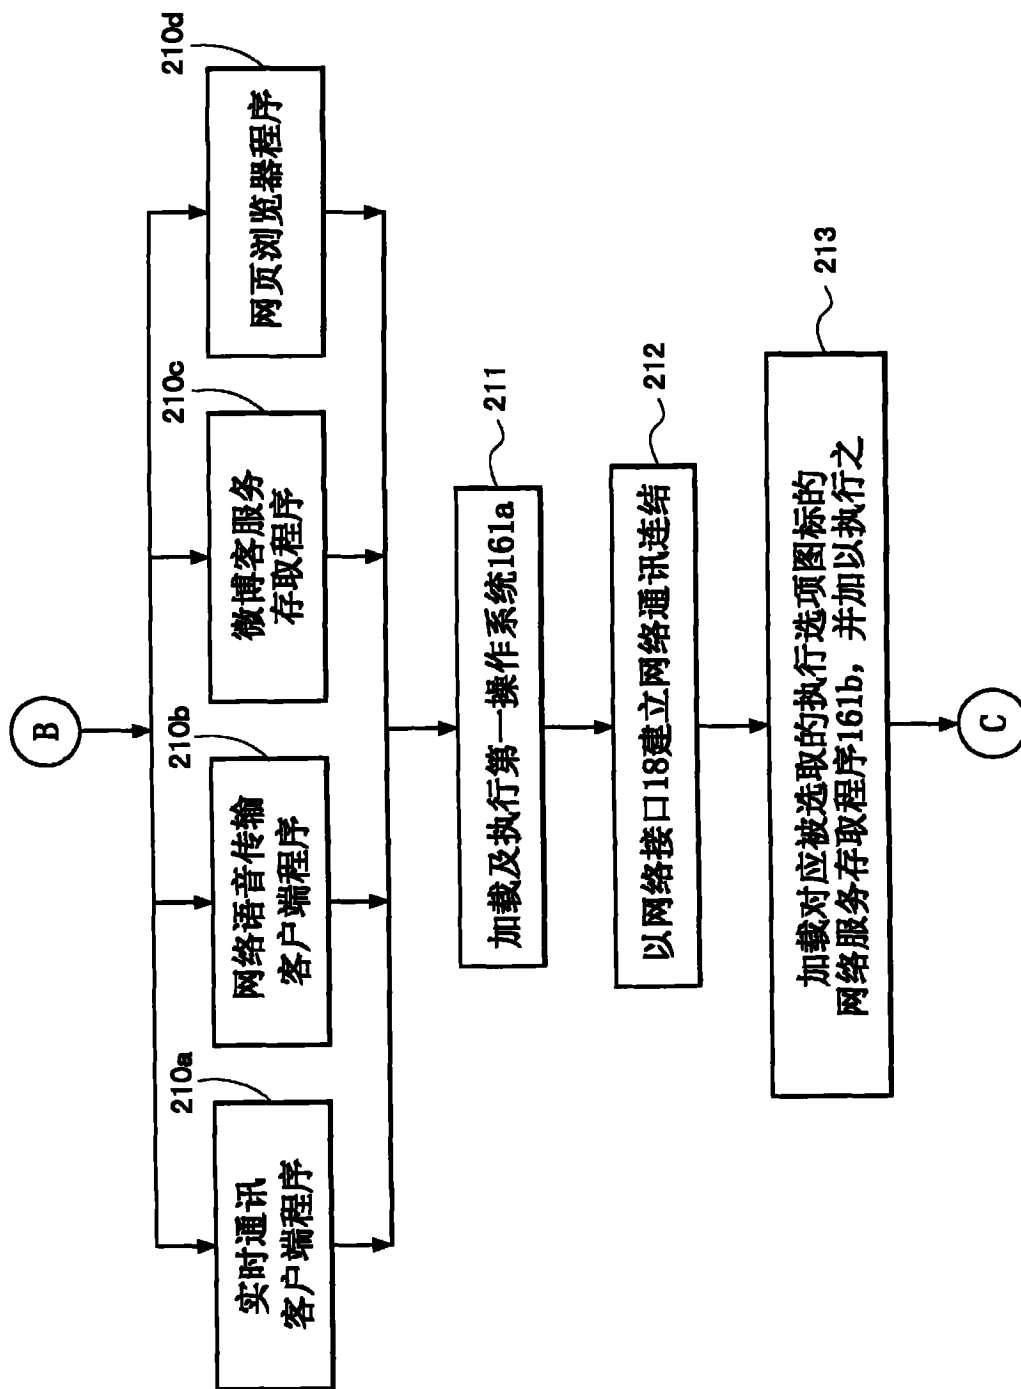 B
210a
实时通讯
客户端程序
210b
网络语音传输
客户端程序
210c
微博客服务
存取程序
210d
网页浏览器程序
211
加载及执行第一操作系统161a
212
以网络接口18建立网络通讯连结
213
加载对应被选取的执行选项图标的
网络服务存取程序161b，并加以执行之
C